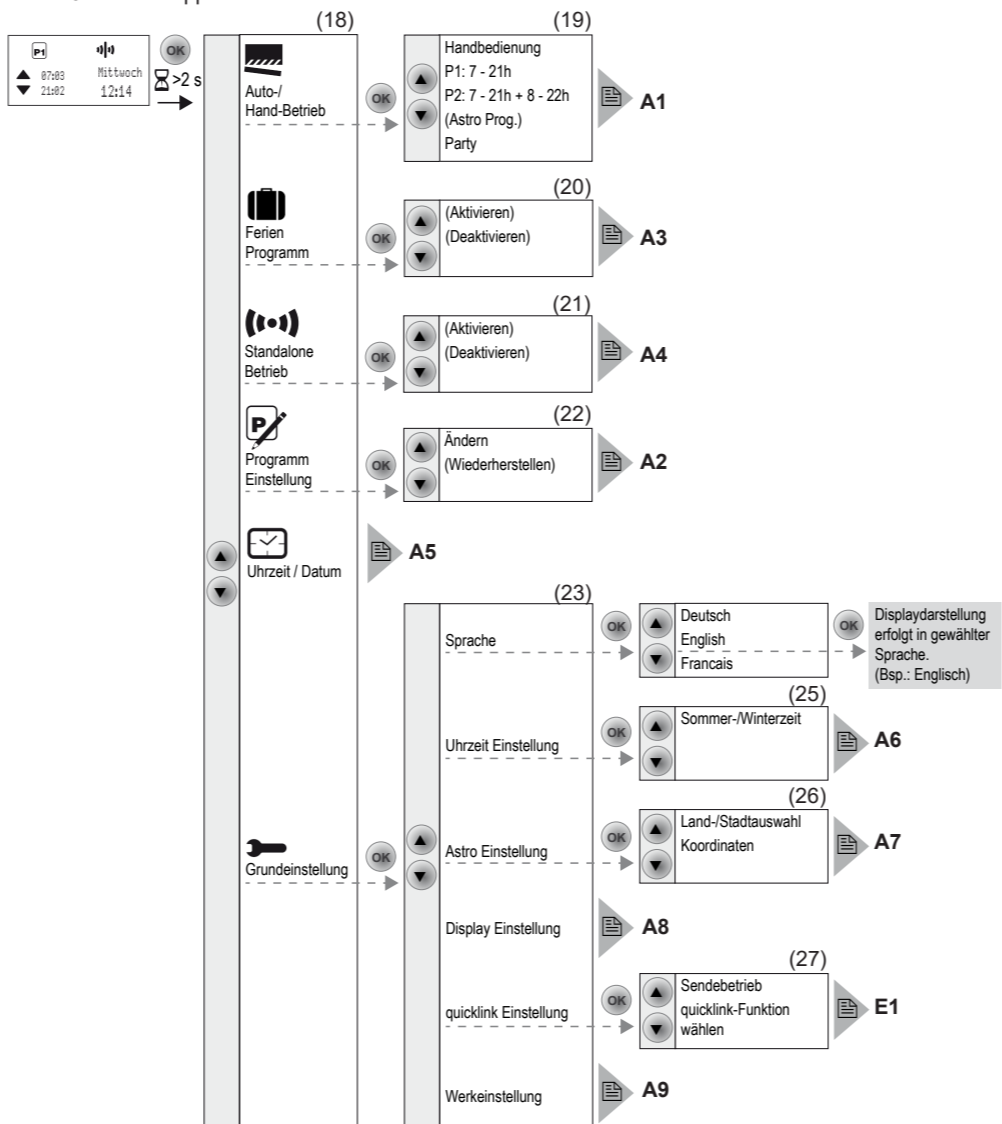 (18)
(19)
P1
OK
07:03
Mittwoch
21:02
12:14
>2 s
Auto-/
Hand-Betrieb
OK
Handbedienung
P1: 7 - 21h
P2: 7 - 21h + 8 - 22h
(Astro Prog.)
Party
A1
(20)
Ferien
Programm
OK
(Aktivieren)
(Deaktivieren)
A3
(21)
Standalone
Betrieb
OK
(Aktivieren)
(Deaktivieren)
A4
(22)
P
Programm
Einstellung
OK
Ändern
(Wiederherstellen)
A2
Uhrzeit / Datum
A5
(23)
Grundeinstellung
OK
Sprache
OK
Deutsch
English
Francais
OK
Displaydarstellung
erfolgt in gewählter
Sprache.
(Bsp.: Englisch)
(25)
Uhrzeit Einstellung
OK
Sommer-/Winterzeit
A6
(26)
Astro Einstellung
OK
Land-/Stadtauswahl
Koordinaten
A7
Display Einstellung
A8
(27)
quicklink Einstellung
OK
Sendebetrieb
quicklink-Funktion
wählen
E1
Werkeinstellung
A9